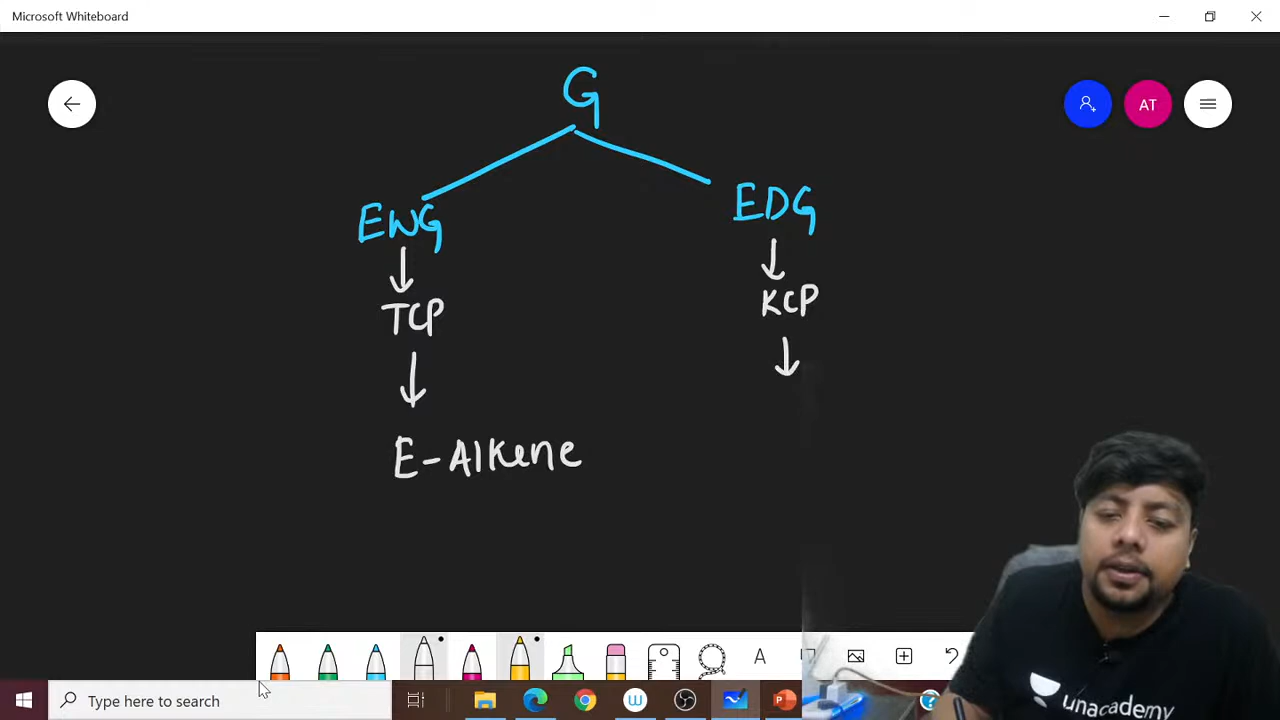 Microsoft Whiteboard
AT
G
EWG
EDG
TCP
KCP
E-Alkene
A
Type here to search
W
P
?
unacademy